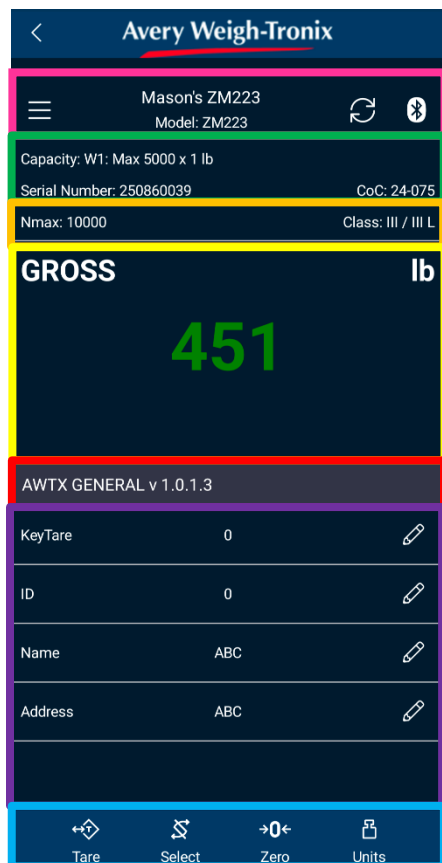 Avery Weigh-Tronix
Mason's ZM223
Model: ZM223
Capacity: W1: Max 5000 x 1 lb
Serial Number: 250860039 CoC: 24-075
Nmax: 10000 Class: III / III L
GROSS lb
451
AWTX GENERAL v 1.0.1.3
KeyTare 0
ID 0
Name ABC
Address ABC
T
→0←
Tare Select Zero Units